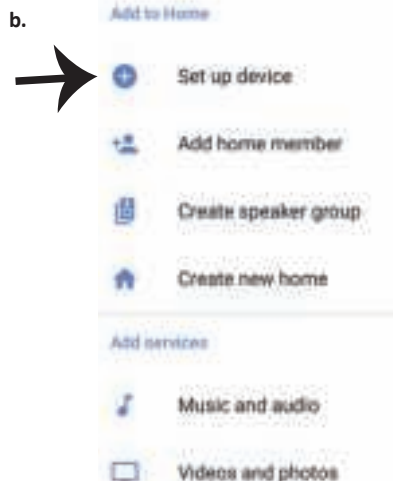 b.
Add to Home
Set up device
Add home member
Create speaker group
Create new home
Add services
Music and audio
Videos and photos